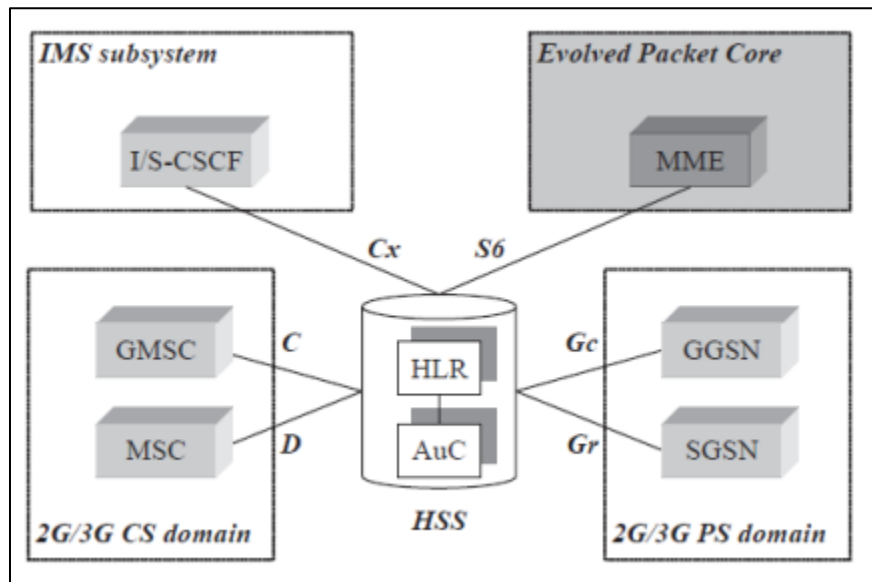 IMS subsystem
Evolved Packet Core
I/S-CSCF
MME
Cx
S6
GMSC
C
HLR
Gc
GGSN
MSC
D
AuC
Gr
SGSN
2G/3G CS domain
HSS
2G/3G PS domain